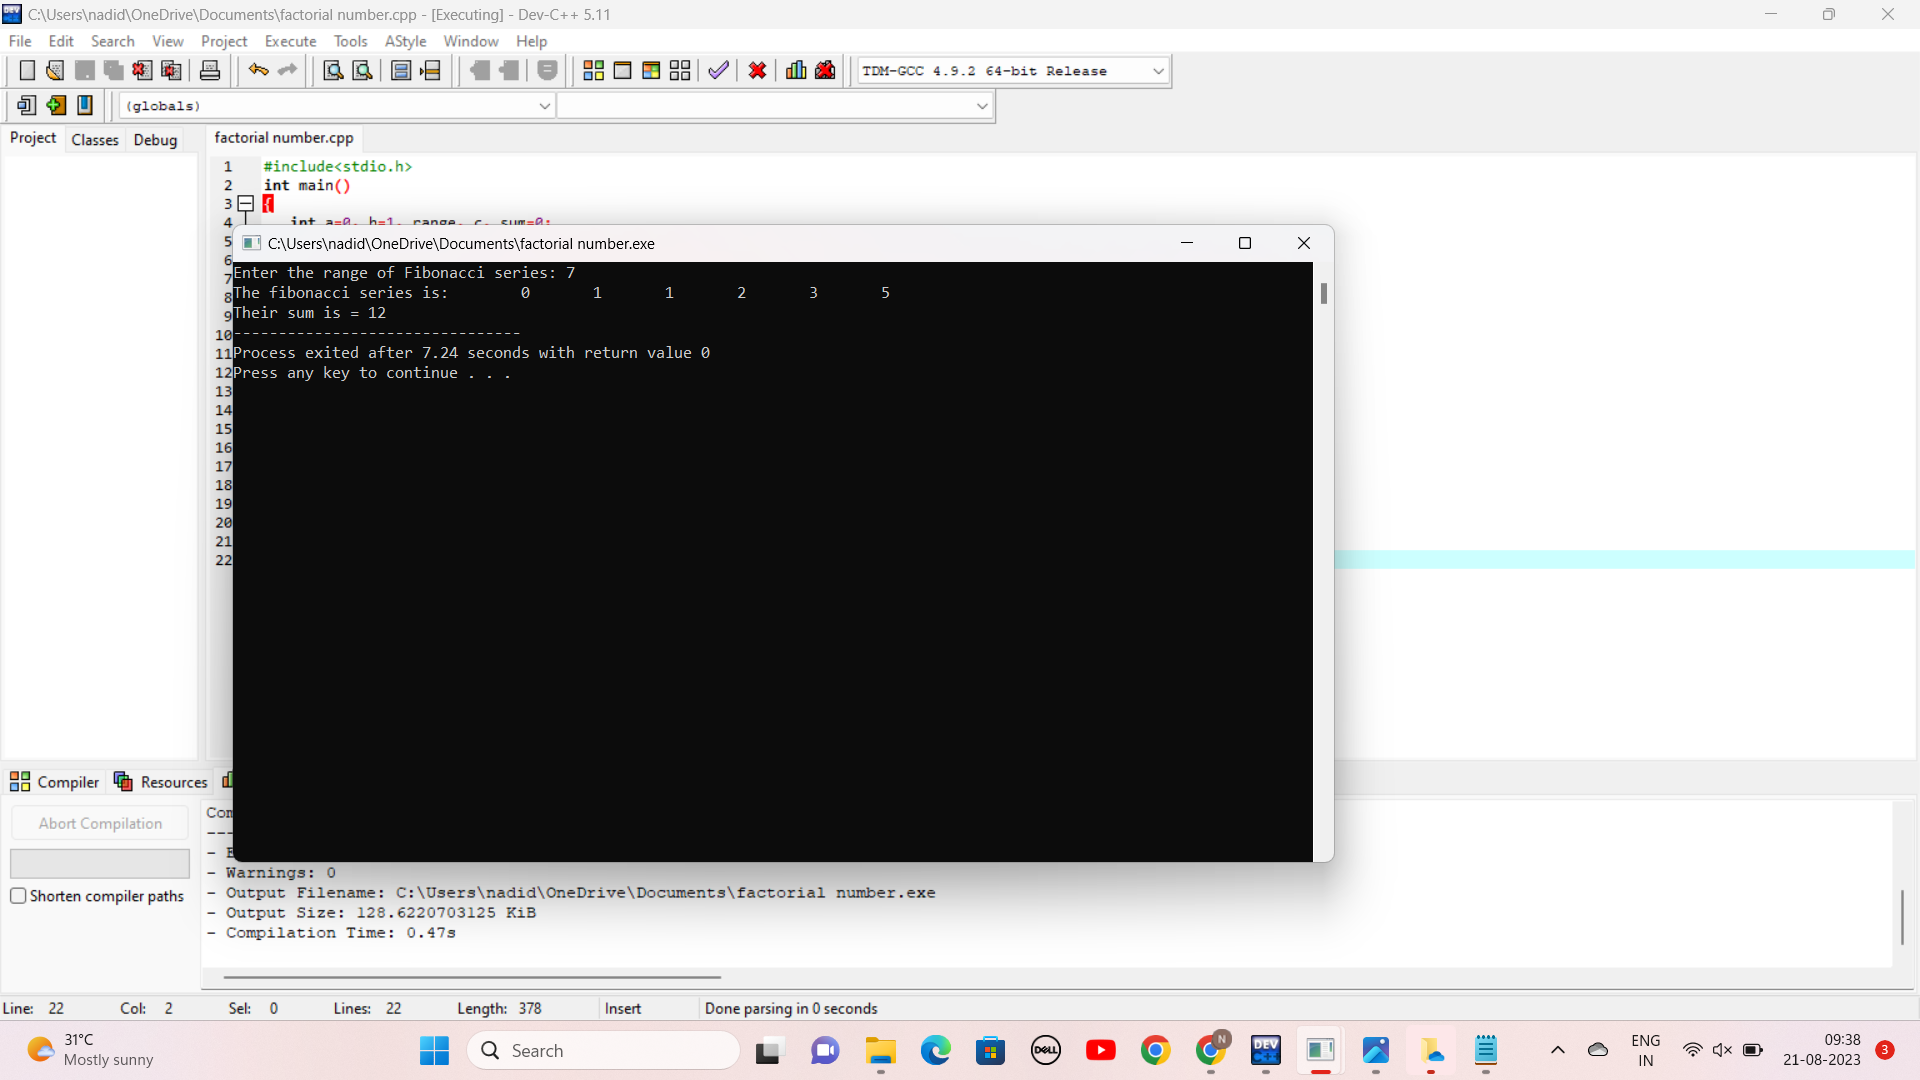 C:\Users\nadid\OneDrive\Documents\factorial number.cpp - [Executing] - Dev-C++ 5.11
File Edit Search View Project Execute Tools AStyle Window Help
TDM-GCC 4.9.2 64-bit Release
(globals)
Project Classes Debug
factorial number.cpp
1 #include<stdio.h>
2 int main()
3 {
4 int a=0, b=1, range, c, sum=0;
5
6
7
8
9
10
11
12
13
14
15
16
17
18
19
20
21
22
C:\Users\nadid\OneDrive\Documents\factorial number.exe
Enter the range of Fibonacci series: 7
The fibonacci series is: 0 1 1 2 3 5
Their sum is = 12
--------------------------------
Process exited after 7.24 seconds with return value 0
Press any key to continue . . .
Compiler Resources
Abort Compilation
Shorten compiler paths
- Warnings: 0
- Output Filename: C:\Users\nadid\OneDrive\Documents\factorial number.exe
- Output Size: 128.6220703125 KiB
- Compilation Time: 0.47s
Line: 22 Col: 2 Sel: 0 Lines: 22 Length: 378 Insert Done parsing in 0 seconds
31°C
Mostly sunny
Search
DELL
N
DEV
C++
ENG
IN
09:38
21-08-2023
3